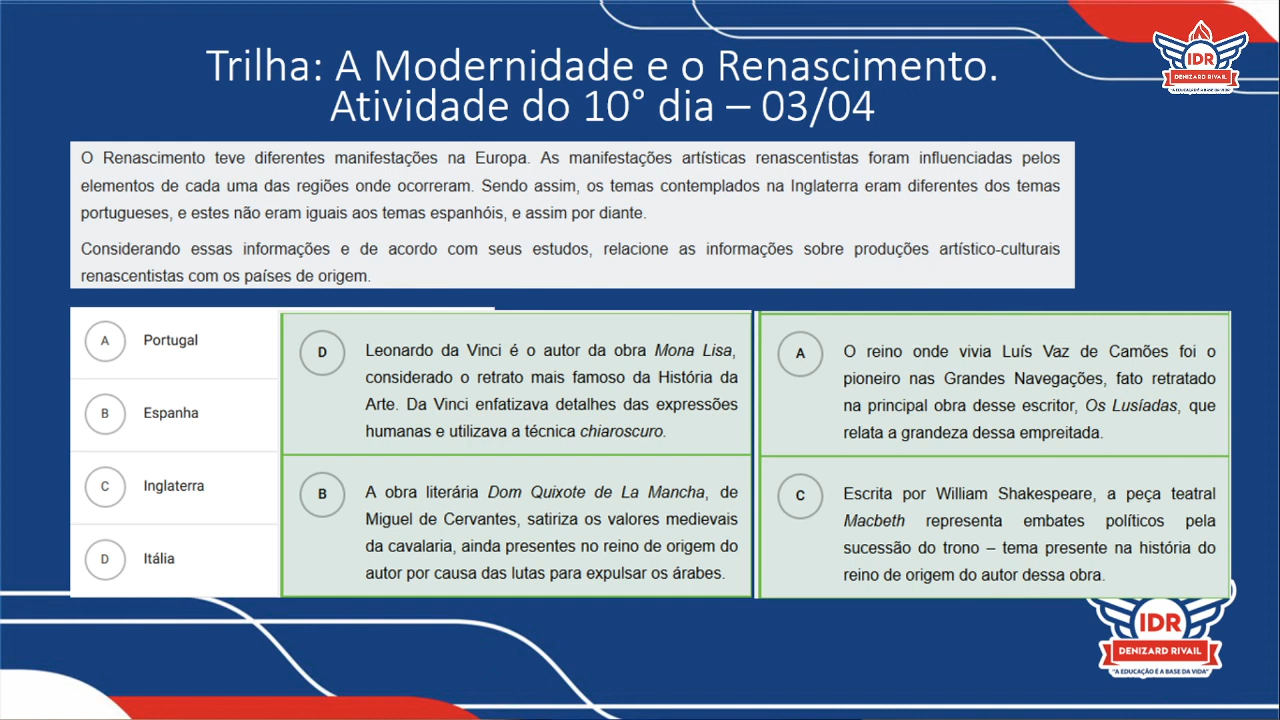 Trilha: A Modernidade e o Renascimento.
Atividade do 10° dia – 03/04
IDR
DENIZARD RIVAIL
"A EDUCAÇÃO É A BASE DA VIDA"
O Renascimento teve diferentes manifestações na Europa. As manifestações artísticas renascentistas foram influenciadas pelos
elementos de cada uma das regiões onde ocorreram. Sendo assim, os temas contemplados na Inglaterra eram diferentes dos temas
portugueses, e estes não eram iguais aos temas espanhóis, e assim por diante.
Considerando essas informações e de acordo com seus estudos, relacione as informações sobre produções artístico-culturais
renascentistas com os países de origem.
A Portugal
B Espanha
C Inglaterra
D Itália
D
Leonardo da Vinci é o autor da obra Mona Lisa,
considerado o retrato mais famoso da História da
Arte. Da Vinci enfatizava detalhes das expressões
humanas e utilizava a técnica chiaroscuro.
B
A obra literária Dom Quixote de La Mancha, de
Miguel de Cervantes, satiriza os valores medievais
da cavalaria, ainda presentes no reino de origem do
autor por causa das lutas para expulsar os árabes.
A
O reino onde vivia Luís Vaz de Camões foi o
pioneiro nas Grandes Navegações, fato retratado
na principal obra desse escritor, Os Lusíadas, que
relata a grandeza dessa empreitada.
C
Escrita por William Shakespeare, a peça teatral
Macbeth representa embates políticos pela
sucessão do trono – tema presente na história do
reino de origem do autor dessa obra.
IDR
DENIZARD RIVAIL
"A EDUCAÇÃO É A BASE DA VIDA"